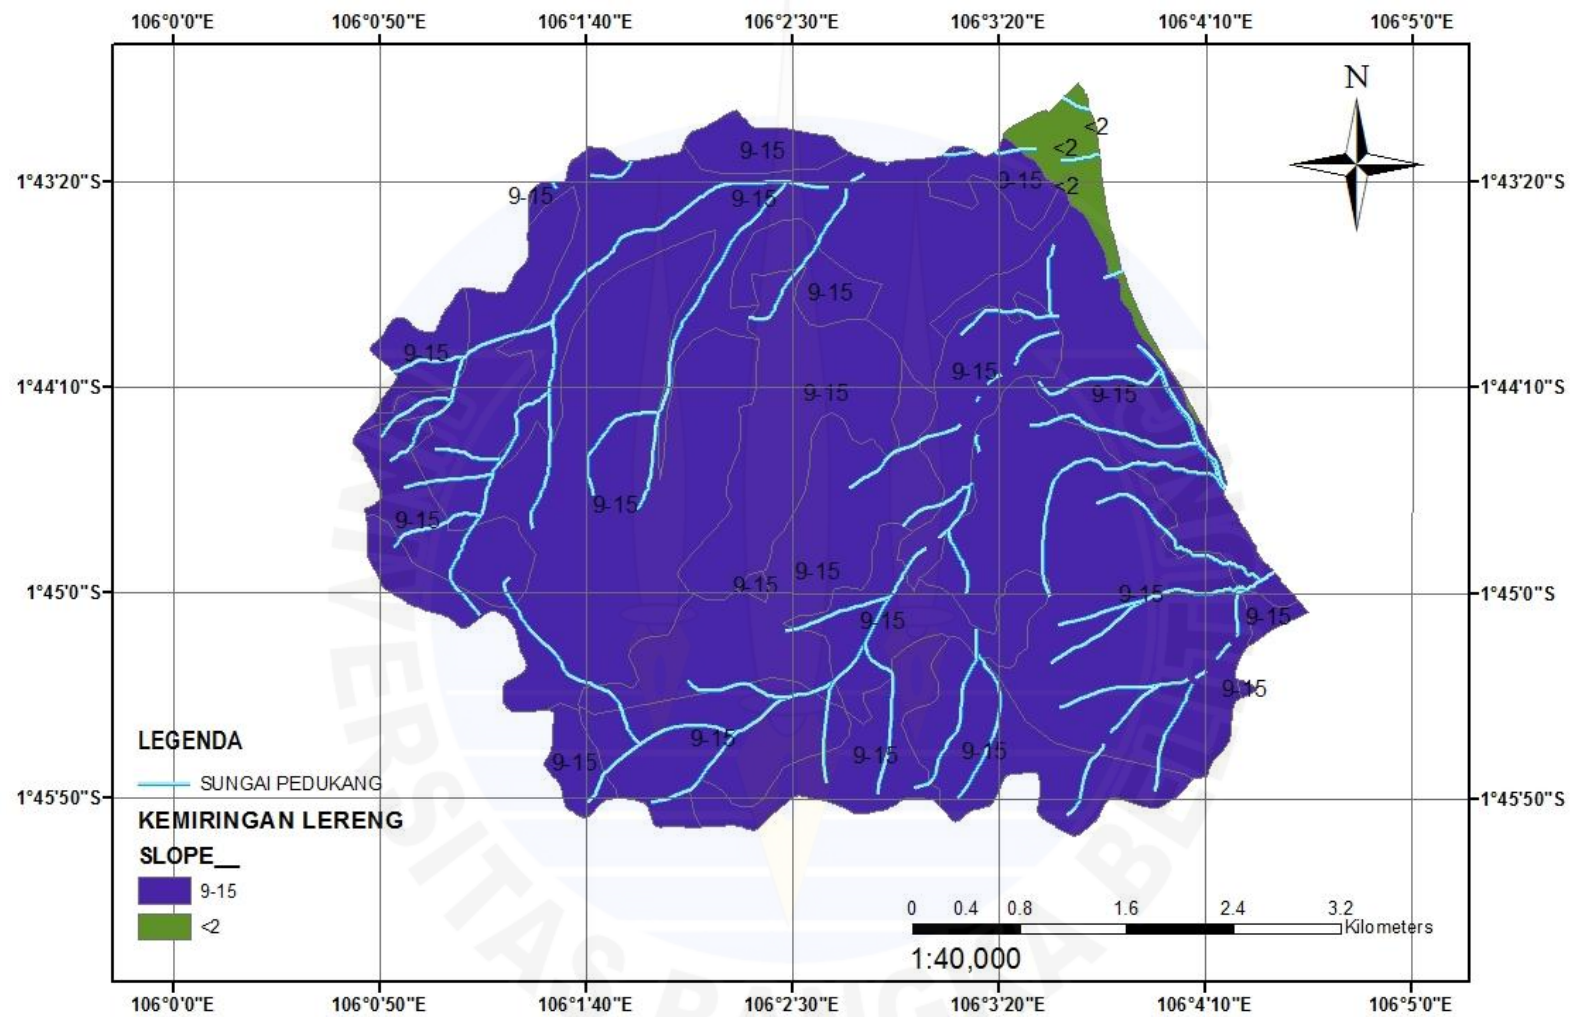 106°0'0"E 106°0'50"E 106°1'40"E 106°2'30"E 106°3'20"E 106°4'10"E 106°5'0"E
N
<2
<2
9-15
1°43'20"S 9-15 <2 1°43'20"S
9-15 9-15
9-15
9-15
9-15
1°44'10"S 9-15 9-15 1°44'10"S
9-15
9-15
9-15
9-15 9-15
1°45'0"S 9-15 1°45'0"S
9-15 9-15
9-15
LEGENDA 9-15
9-15 9-15 9-15
SUNGAI PEDUKANG
1°45'50"S 1°45'50"S
KEMIRINGAN LERENG
SLOPE__
9-15
<2
0 0.4 0.8 1.6 2.4 3.2
Kilometers
1:40,000
106°0'0"E 106°0'50"E 106°1'40"E 106°2'30"E 106°3'20"E 106°4'10"E 106°5'0"E
UNIVERSITAS BANGKA BELITUNG